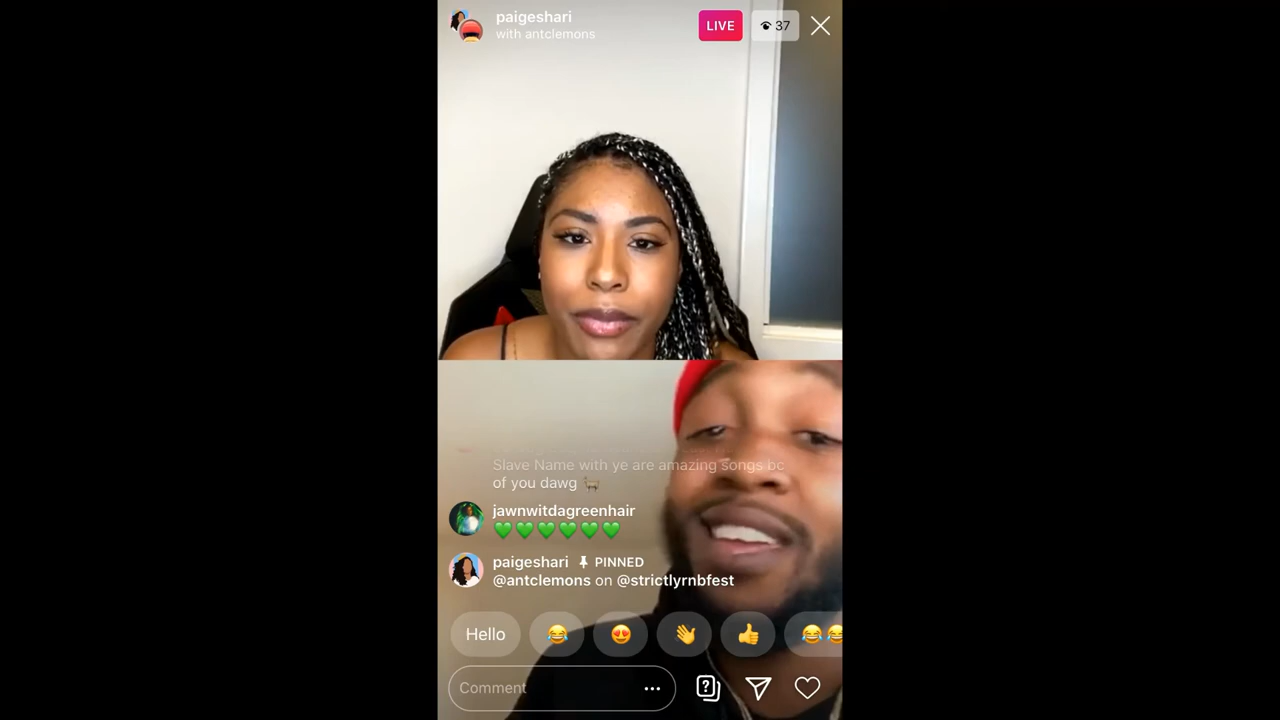 paigeshari
with antclemons
LIVE
37
Slave Name with ye are amazing songs bc
of you dawg 🐐
jawnwitdagreenhair
💚💚💚💚💚💚
paigeshari 📌 PINNED
@antclemons on @strictlyrnbfest
Hello 😂 😍 👋 👍 😂😂
Comment